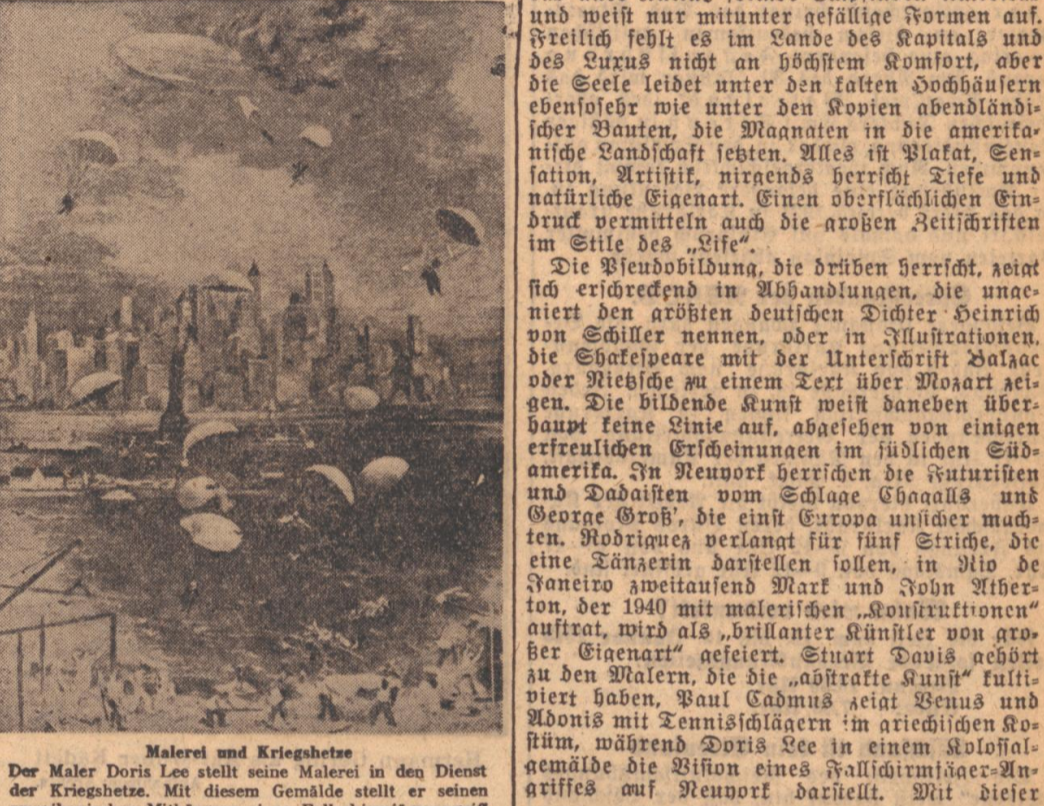 Malerei und Kriegshetze
Der Maler Doris Lee stellt seine Malerei in den Dienst
der Kriegshetze. Mit diesem Gemälde stellt er seinen
und weist nur mitunter gefällige Formen auf.
Freilich fehlt es im Lande des Kapitals und
des Luxus nicht an höchstem Komfort, aber
die Seele leidet unter den kalten Hochhäusern
ebensosehr wie unter den Kopien abendländi-
scher Bauten, die Magnaten in die amerika-
nische Landschaft setzten. Alles ist Plakat, Sen-
sation, Artistik, nirgends herrscht Tiefe und
natürliche Eigenart. Einen oberflächlichen Ein-
druck vermitteln auch die großen Zeitschriften
im Stile des „Life“.
Die Pseudobildung, die drüben herrscht, zeigt
sich erschreckend in Abhandlungen, die unge-
niert den größten deutschen Dichter Heinrich
von Schiller nennen, oder in Illustrationen,
die Shakespeare mit der Unterschrift Balzac
oder Nietzsche zu einem Text über Mozart zei-
gen. Die bildende Kunst weist daneben über-
haupt keine Linie auf, abgesehen von einigen
erfreulichen Erscheinungen im südlichen Süd-
amerika. In Neuyork herrschen die Futuristen
und Dadaisten vom Schlage Chagalls und
George Groß’, die einst Europa unsicher mach-
ten. Rodriguez verlangt für fünf Striche, die
eine Tänzerin darstellen sollen, in Rio de
Janeiro zweitausend Mark und John Ather-
ton, der 1940 mit malerischen „Konstruktionen“
auftrat, wird als „brillanter Künstler von gro-
ßer Eigenart“ gefeiert. Stuart Davis gehört
zu den Malern, die die „abstrakte Kunst“ kulti-
viert haben, Paul Cadmus zeigt Venus und
Adonis mit Tennisschlägern im griechischen Ko-
stüm, während Doris Lee in einem Kolossal-
gemälde die Vision eines Fallschirmjäger-An-
griffes auf Neuyork darstellt. Mit dieser